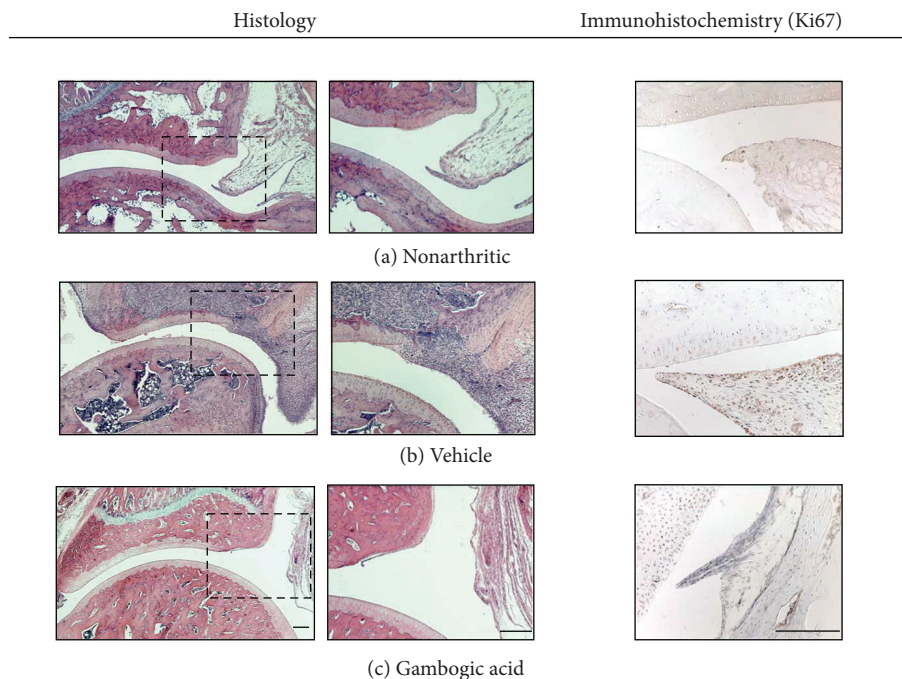 Histology
Immunohistochemistry (Ki67)
(a) Nonarthritic
(b) Vehicle
(c) Gambogic acid